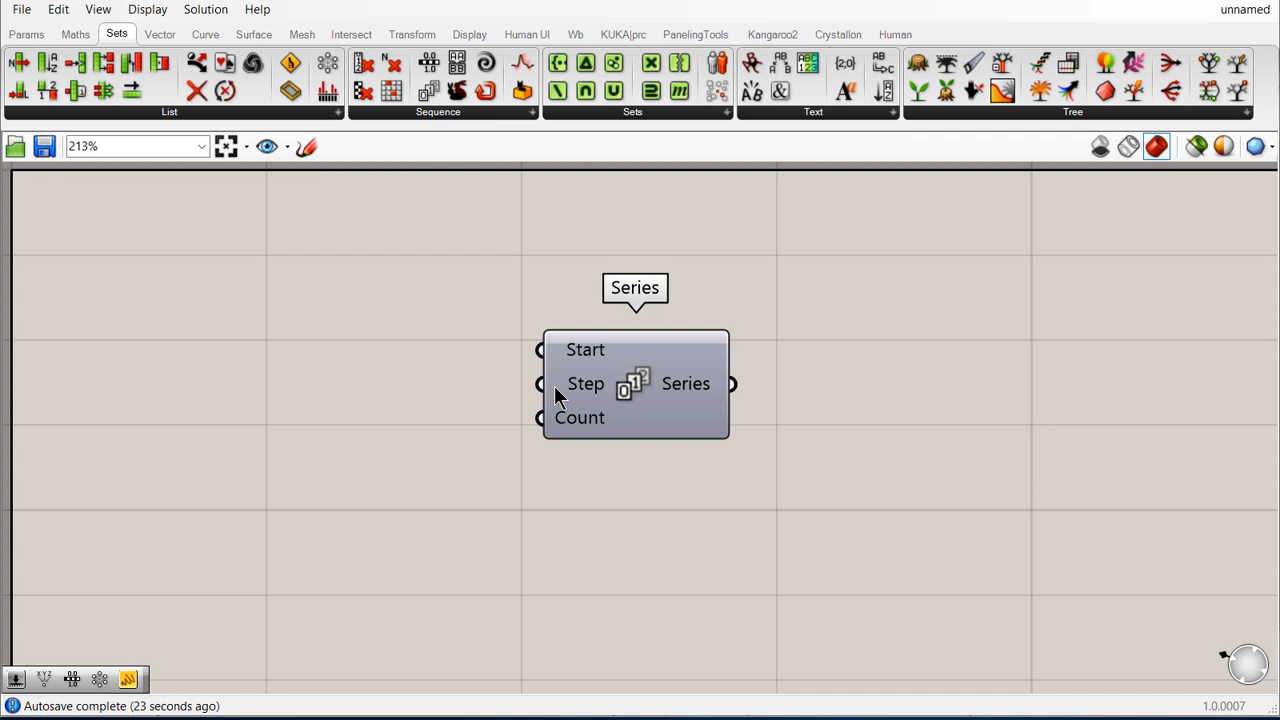 File Edit View Display Solution Help unnamed
Params Maths Sets Vector Curve Surface Mesh Intersect Transform Display Human UI Wb KUKA|prc PanelingTools Kangaroo2 Crystallon Human
List Sequence Sets Text Tree
213%
Series
Start
Step Series
Count
Autosave complete (23 seconds ago) 1.0.0007